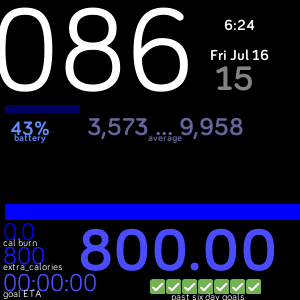 086
6:24
Fri Jul 16
15
43%
battery
3,573 ... 9,958
average
0.0
cal burn
800
extra_calories
00:00:00
goal ETA
800.00
past six day goals